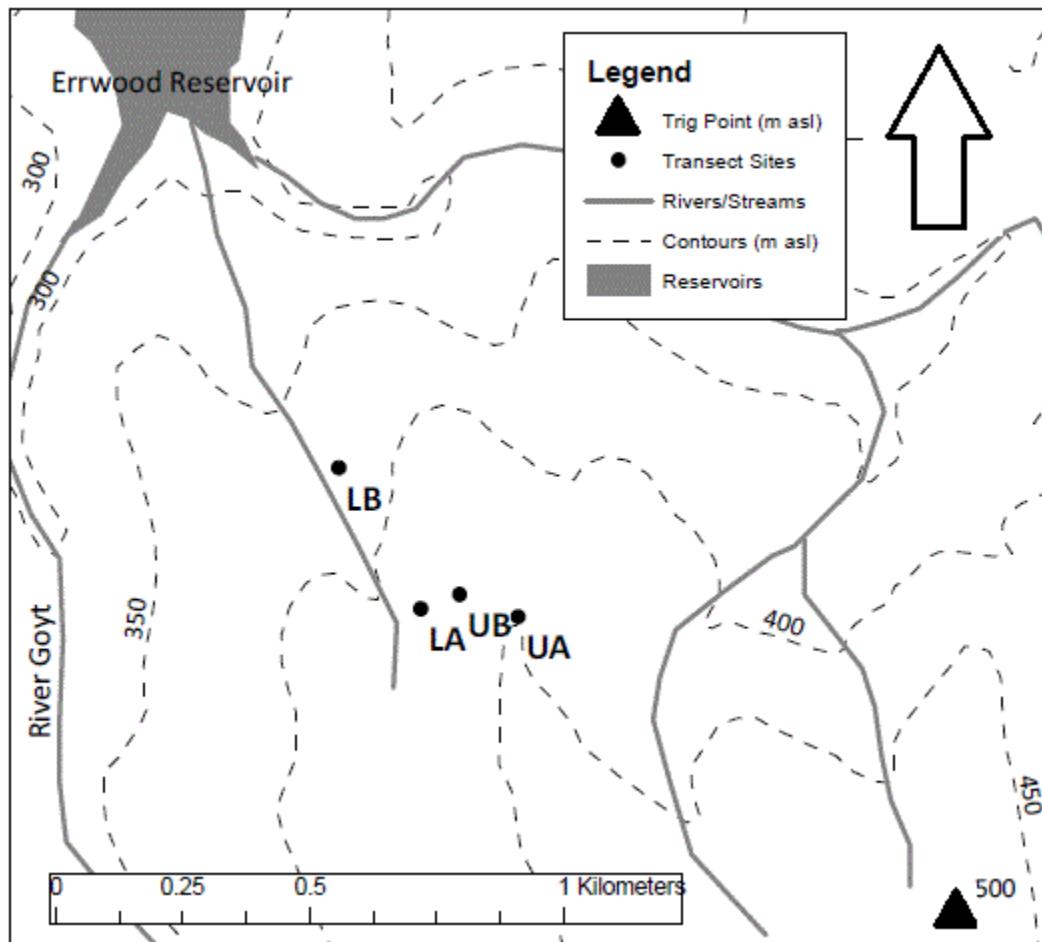 Errwood Reservoir
Legend
Trig Point (m asl)
Transect Sites
Rivers/Streams
Contours (m asl)
Reservoirs
300
300
LB
350
LA
UB
UA
400
River Goyt
450
0
0.25
0.5
1 Kilometers
500